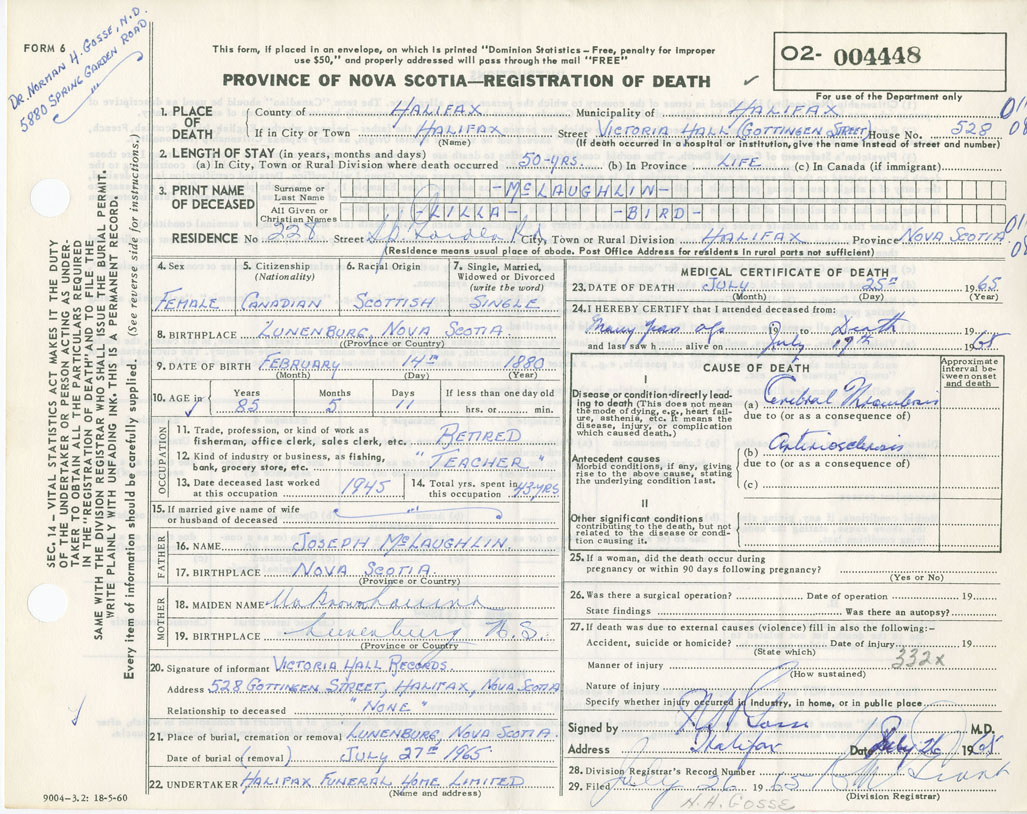 FORM 6
DR. NORMAN H. GOSSE, N.D.
5880 SPRING GARDEN ROAD
This form, if placed in an envelope, on which is printed "Dominion Statistics—Free, penalty for improper
use $50," and properly addressed will pass through the mail "FREE"
PROVINCE OF NOVA SCOTIA—REGISTRATION OF DEATH
02- 004448
For use of the Department only
1. PLACE OF DEATH County of HALIFAX Municipality of HALIFAX
If in City or Town HALIFAX Street VICTORIA HALL (GOTTINGEN STREET) House No. 528
(Name) (If death occurred in a hospital or institution, give the name instead of street and number)
2. LENGTH OF STAY (in years, months and days)
(a) In City, Town or Rural Division where death occurred 50-YRS. (b) In Province LIFE (c) In Canada (if immigrant)
3. PRINT NAME OF DECEASED Surname or Last Name -McLAUGHLIN-
All Given or Christian Names -LILLA- -BIRD-
RESIDENCE No. 228 Street Sp. Garden Rd City, Town or Rural Division HALIFAX Province NOVA SCOTIA
(Residence means usual place of abode. Post Office Address for residents in rural parts not sufficient)
4. Sex 5. Citizenship (Nationality) 6. Racial Origin 7. Single, Married, Widowed or Divorced (write the word)
FEMALE CANADIAN SCOTTISH SINGLE
8. BIRTHPLACE LUNENBURG, NOVA SCOTIA
(Province or Country)
9. DATE OF BIRTH FEBRUARY 14TH 1880
(Month) (Day) (Year)
10. AGE Years Months Days If less than one day old
85 5 11 hrs. or min.
OCCUPATION
11. Trade, profession, or kind of work as fisherman, office clerk, sales clerk, etc. RETIRED
12. Kind of industry or business, as fishing, bank, grocery store, etc. "TEACHER"
13. Date deceased last worked at this occupation 1945 14. Total yrs. spent in this occupation 43YRS
15. If married give name of wife or husband of deceased
FATHER
16. NAME JOSEPH McLAUGHLIN.
17. BIRTHPLACE NOVA SCOTIA.
(Province or Country)
MOTHER
18. MAIDEN NAME
19. BIRTHPLACE Lunenburg N.S.
(Province or Country)
20. Signature of informant VICTORIA HALL RECORDS
Address 528 GOTTINGEN STREET, HALIFAX, NOVA SCOTIA
Relationship to deceased "NONE"
21. Place of burial, cremation or removal LUNENBURG, NOVA SCOTIA.
Date of burial (or removal) JULY 27TH 1965
22. UNDERTAKER HALIFAX FUNERAL HOME LIMITED
(Name and address)
9004-3.2: 18-5-60
MEDICAL CERTIFICATE OF DEATH
23. DATE OF DEATH JULY 25TH 1965
(Month) (Day) (Year)
24. I HEREBY CERTIFY that I attended deceased from:
Many years ago 19 to Death
and last saw h alive on July 19th 1965
CAUSE OF DEATH
Approximate interval between onset and death
I
Disease or condition directly leading to death (This does not mean the mode of dying, e.g., heart failure, asthenia, etc. It means the disease, injury, or complication which caused death.)
(a) Cerebral Thrombosis
due to (or as a consequence of)
Antecedent causes
Morbid conditions, if any, giving rise to the above cause, stating the underlying condition last.
(b) Arteriosclerosis
due to (or as a consequence of)
(c)
II
Other significant conditions
contributing to the death, but not related to the disease or condition causing it.
25. If a woman, did the death occur during
pregnancy or within 90 days following pregnancy?
(Yes or No)
26. Was there a surgical operation? Date of operation 19
State findings Was there an autopsy?
27. If death was due to external causes (violence) fill in also the following:—
Accident, suicide or homicide? Date of injury 19
(State which) 332X
Manner of injury
(How sustained)
Nature of injury
Specify whether injury occurred in industry, in home, or in public place
Signed by N H Gosse M.D.
Address Halifax Date July 26 1965
28. Division Registrar's Record Number
29. Filed July 26 1965
(Division Registrar)
N.H. GOSSE
SEC. 14 – VITAL STATISTICS ACT MAKES IT THE DUTY
OF THE UNDERTAKER OR PERSON ACTING AS UNDER-
TAKER TO OBTAIN ALL THE PARTICULARS REQUIRED
IN THE "REGISTRATION OF DEATH" AND TO FILE THE
SAME WITH THE DIVISION REGISTRAR WHO SHALL ISSUE THE BURIAL PERMIT.
WRITE PLAINLY WITH UNFADING INK. THIS IS A PERMANENT RECORD.
Every item of information should be carefully supplied. (See reverse side for instructions.)